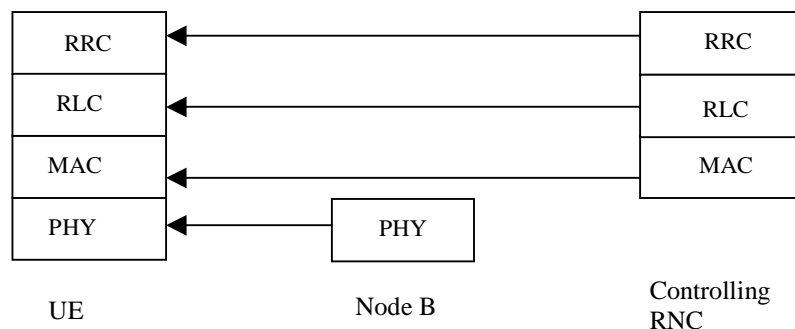 RRC
RRC
RLC
RLC
MAC
MAC
PHY
PHY
UE
Node B
Controlling
RNC